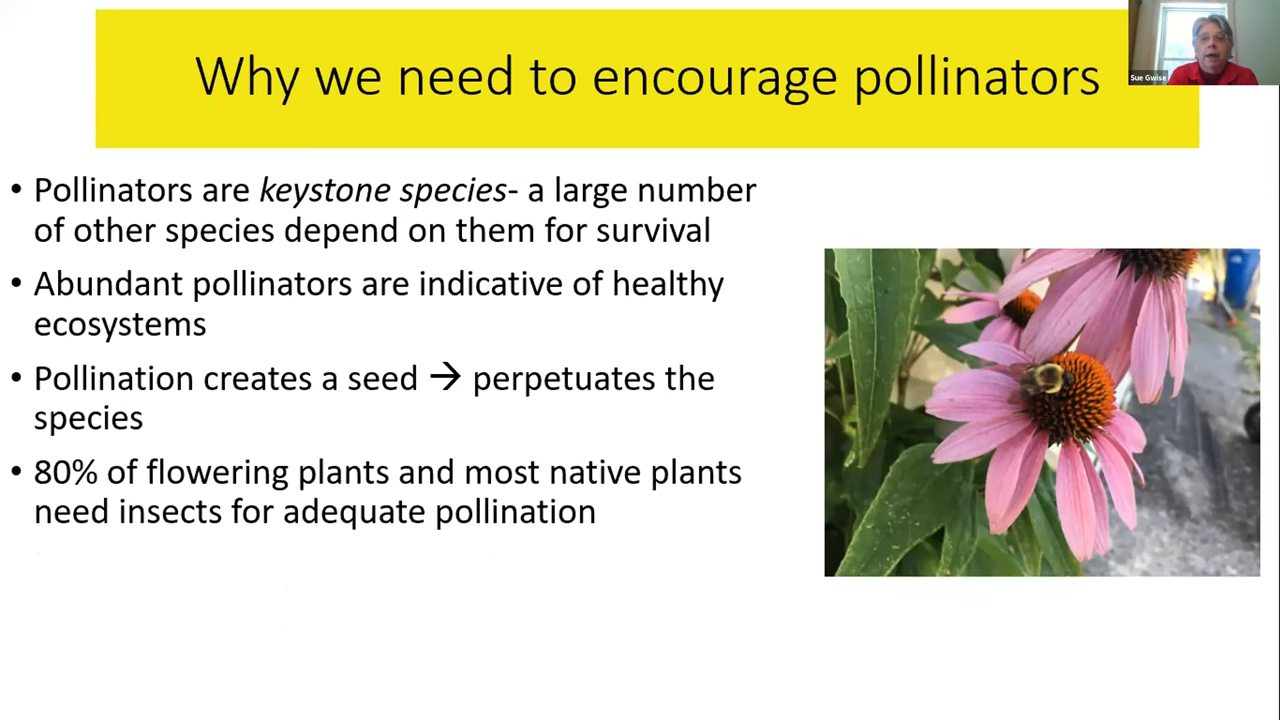 Why we need to encourage pollinators
Sue Gwise
• Pollinators are keystone species- a large number
of other species depend on them for survival
• Abundant pollinators are indicative of healthy
ecosystems
• Pollination creates a seed → perpetuates the
species
• 80% of flowering plants and most native plants
need insects for adequate pollination